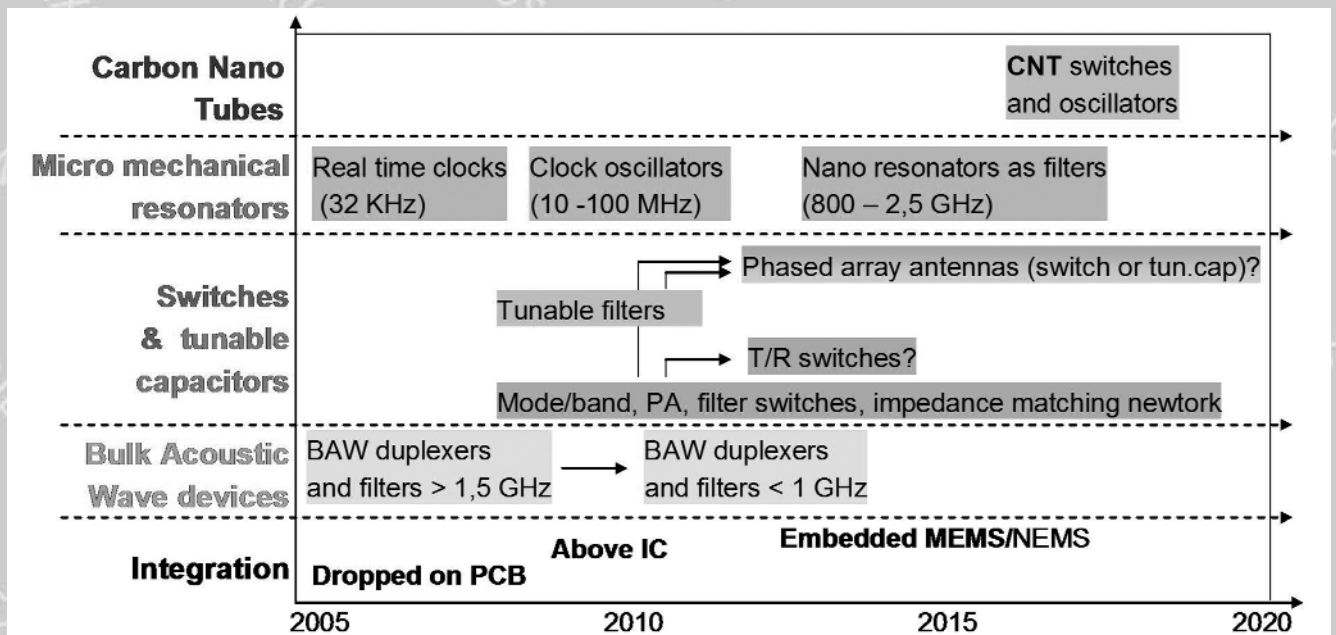 Carbon Nano
Tubes
CNT switches
and oscillators
Micro mechanical
resonators
Real time clocks
(32 KHz)
Clock oscillators
(10 -100 MHz)
Nano resonators as filters
(800 – 2,5 GHz)
Switches
& tunable
capacitors
Phased array antennas (switch or tun.cap)?
Tunable filters
T/R switches?
Mode/band, PA, filter switches, impedance matching newtork
Bulk Acoustic
Wave devices
BAW duplexers
and filters > 1,5 GHz
BAW duplexers
and filters < 1 GHz
Integration
Dropped on PCB
Above IC
Embedded MEMS/NEMS
2005 2010 2015 2020